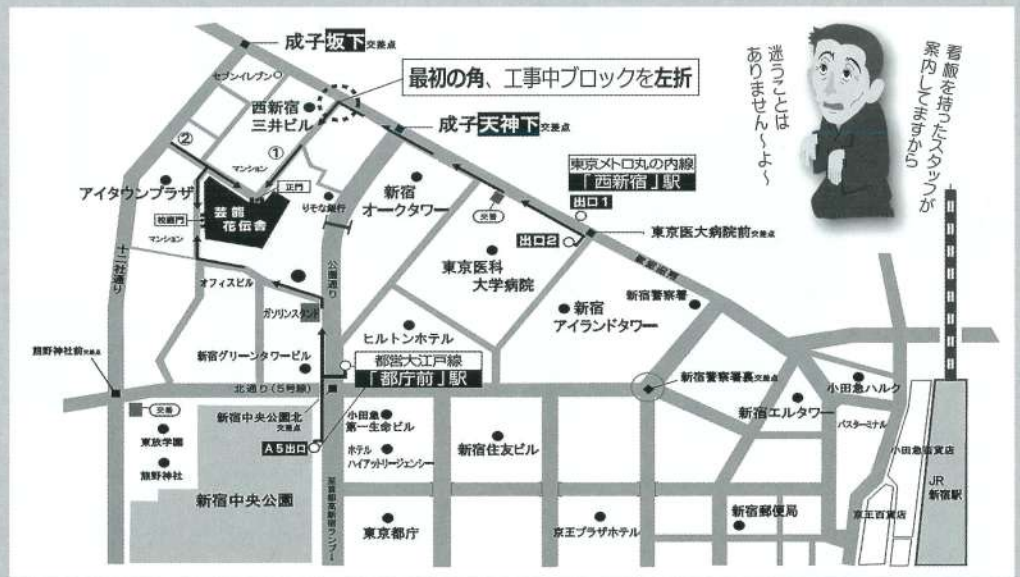 成子坂下交差点
セブンイレブン
最初の角、工事中ブロックを左折
西新宿
三井ビル
成子天神下交差点
看板を持ったスタッフが
案内してますから
迷うことは
ありません〜よ〜
②
①
マンション
東京メトロ丸の内線
「西新宿」駅
出口1
アイタウンプラザ
正門
新宿
オークタワー
交番
芸能
花伝舎
りそな銀行
校庭門
出口2
東京医大病院前交差点
マンション
十二社通り
公園通り
東京医科
大学病院
オフィスビル
新宿警察署
ガソリンスタンド
新宿
アイランドタワー
ヒルトンホテル
新宿グリーンタワービル
熊野神社前交差点
都営大江戸線
「都庁前」駅
北通り(5号線)
新宿警察署裏交差点
小田急ハルク
新宿エルタワー
交番
新宿中央公園北
交差点
小田急
第一生命ビル
バスターミナル
東放学園
A5出口
新宿住友ビル
小田急百貨店
ホテル
ハイアットリージェンシー
熊野神社
JR
新宿駅
新宿中央公園
至首都高新宿ランプ→
京王百貨店
新宿郵便局
東京都庁
京王プラザホテル